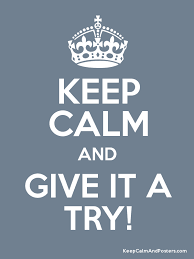 KEEP
CALM
AND
GIVE IT A
TRY!
KeepCalmAndPosters.com